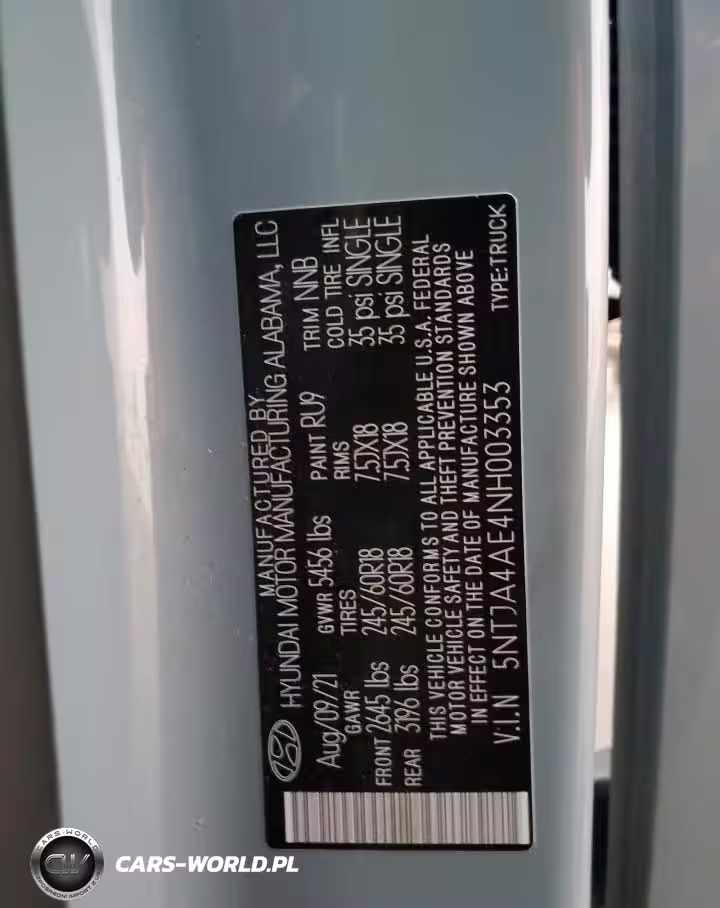 MANUFACTURED BY
HYUNDAI MOTOR MANUFACTURING ALABAMA, LLC
Aug/09/21 GVWR 5456 lbs PAINT RU9 TRIM NNB
GAWR TIRES RIMS COLD TIRE INFL
FRONT 2645 lbs 245/60R18 7.5JX18 35 psi SINGLE
REAR 3196 lbs 245/60R18 7.5JX18 35 psi SINGLE
THIS VEHICLE CONFORMS TO ALL APPLICABLE U.S.A. FEDERAL
MOTOR VEHICLE SAFETY AND THEFT PREVENTION STANDARDS
IN EFFECT ON THE DATE OF MANUFACTURE SHOWN ABOVE
V.I.N 5NTJA4AE4NH003353 TYPE:TRUCK
CARS-WORLD
CW
CARS-WORLD.PL